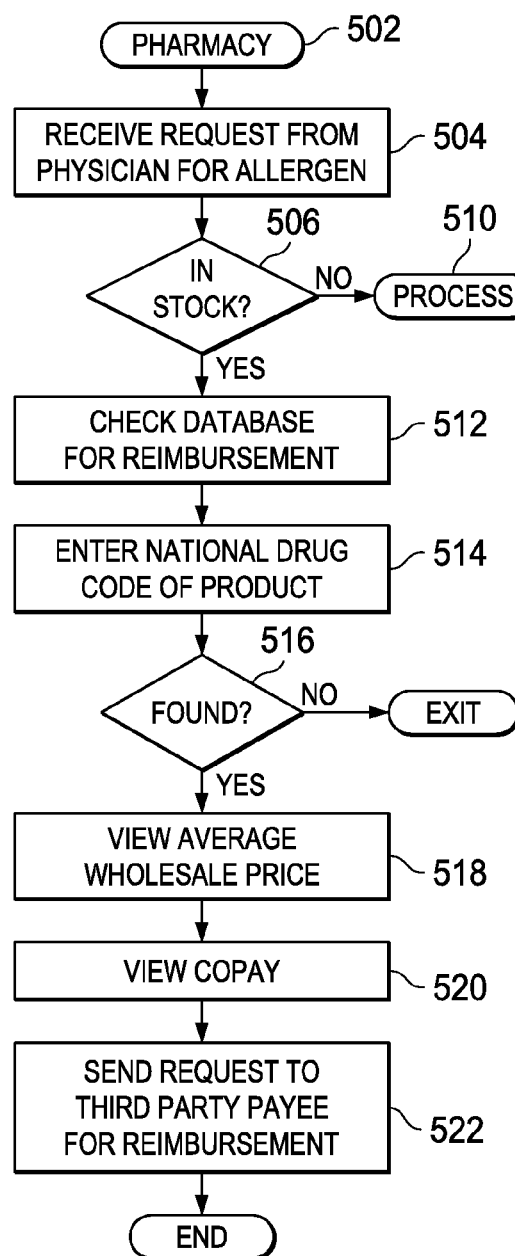 PHARMACY
502
RECEIVE REQUEST FROM
PHYSICIAN FOR ALLERGEN
504
506
IN
STOCK?
NO
510
PROCESS
YES
CHECK DATABASE
FOR REIMBURSEMENT
512
ENTER NATIONAL DRUG
CODE OF PRODUCT
514
516
FOUND?
NO
EXIT
YES
VIEW AVERAGE
WHOLESALE PRICE
518
VIEW COPAY
520
SEND REQUEST TO
THIRD PARTY PAYEE
FOR REIMBURSEMENT
522
END